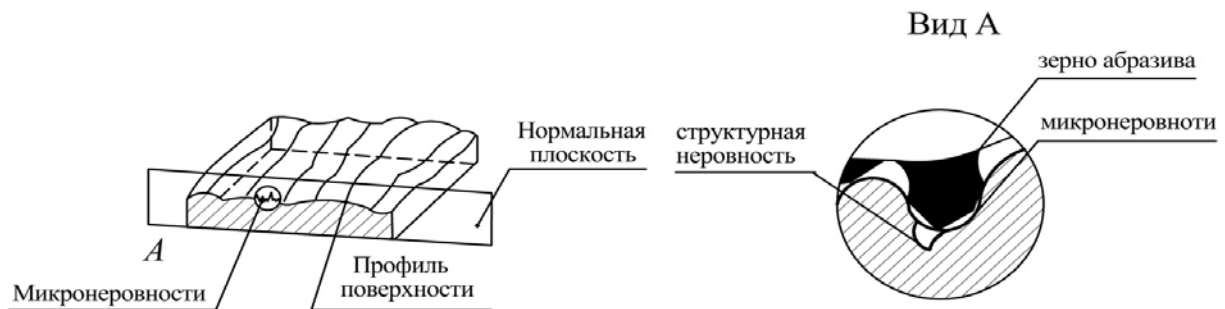 Вид А
зерно абразива
структурная
неровность
микронеровноти
Нормальная
плоскость
А
Профиль
поверхности
Микронеровности